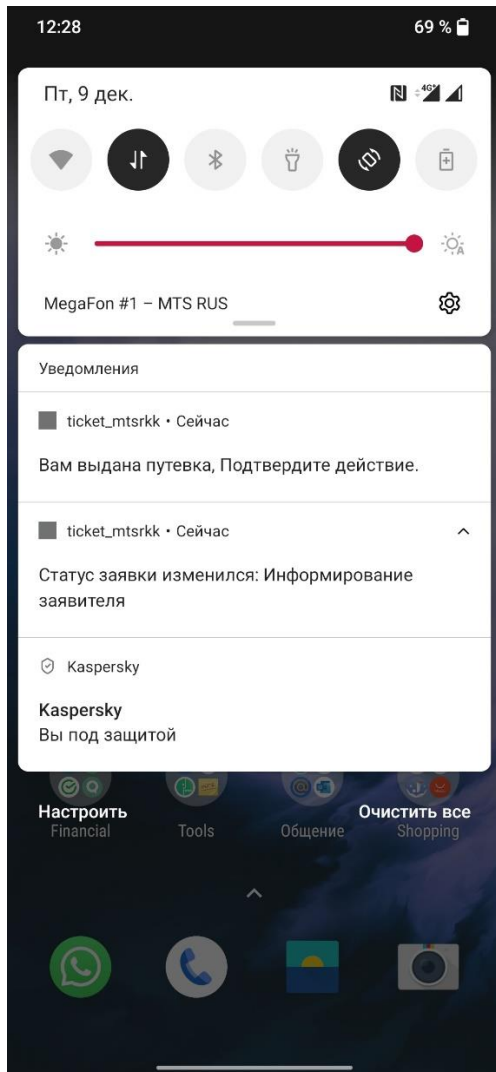 12:28 69 %
Пт, 9 дек. 4G+
MegaFon #1 – MTS RUS
Уведомления
ticket_mtsrkk • Сейчас
Вам выдана путевка, Подтвердите действие.
ticket_mtsrkk • Сейчас
Статус заявки изменился: Информирование
заявителя
Kaspersky
Kaspersky
Вы под защитой
Настроить Очистить все
Financial Tools Общение Shopping